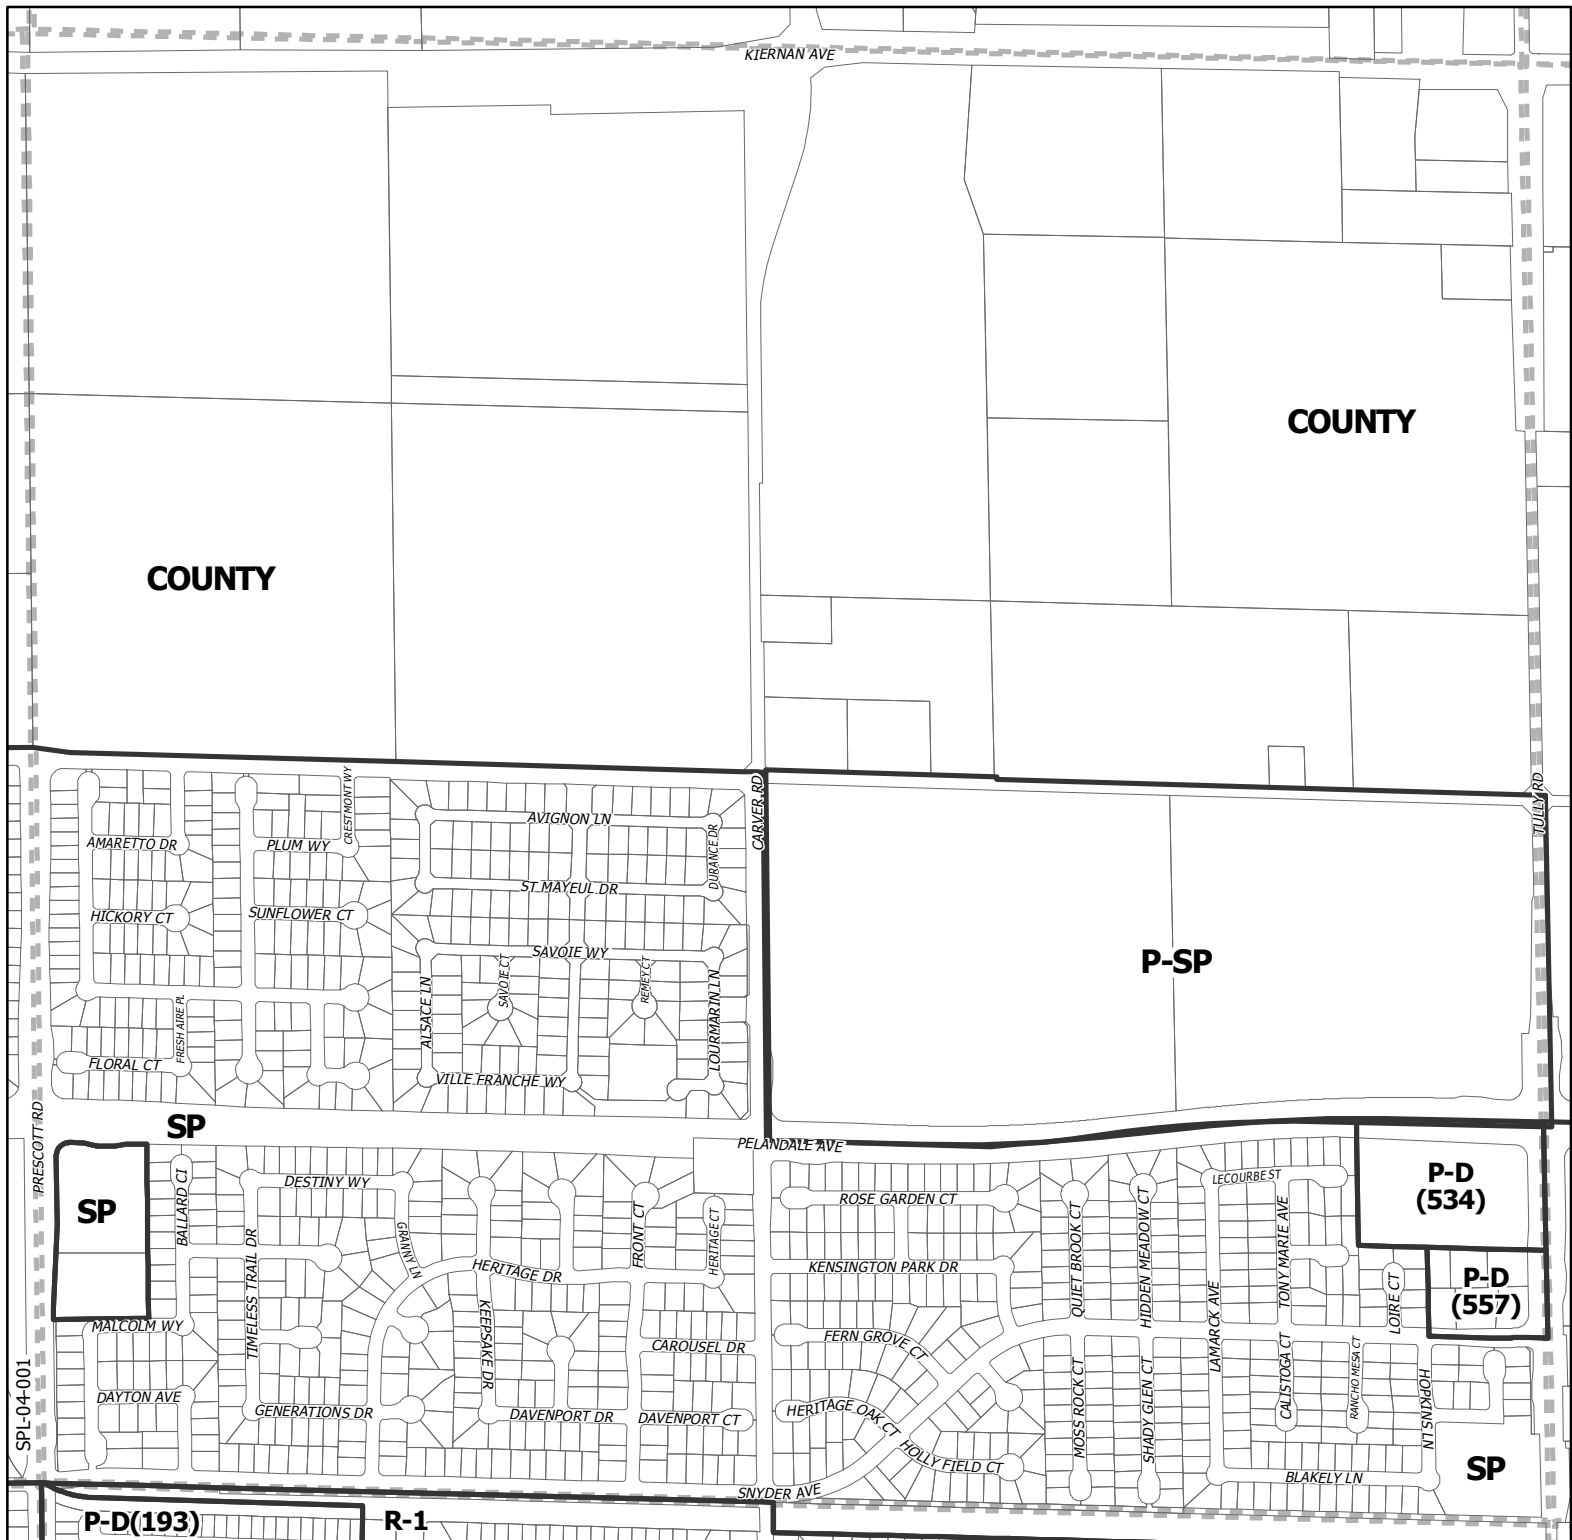 KIERNAN AVE
COUNTY
COUNTY
CARVER RD
TULLY RD
CRESTMONT WY
AVIGNON LN
AMARETTO DR
PLUM WY
DURANCE DR
ST MAYEUL DR
HICKORY CT
SUNFLOWER CT
SAVOIE WY
P-SP
SAVOIE CT
REMEY CT
ALSACE LN
LOURMARIN LN
FRESH AIRE PL
FLORAL CT
VILLE FRANCHE WY
SP
PRESCOTT RD
PELANDALE AVE
SP
BALLARD CI
DESTINY WY
ROSE GARDEN CT
LECOURBE ST
P-D
(534)
TIMELESS TRAIL DR
GRANNY LN
FRONT CT
HERITAGE CT
QUIET BROOK CT
HIDDEN MEADOW CT
TONY MARIE AVE
HERITAGE DR
KENSINGTON PARK DR
P-D
(557)
LOIRE CT
MALCOLM WY
KEEPSAKE DR
CAROUSEL DR
FERN GROVE CT
LAMARCK AVE
SPI-04-001
DAYTON AVE
GENERATIONS DR
DAVENPORT DR
DAVENPORT CT
HERITAGE OAK CT
MOSS ROCK CT
SHADY GLEN CT
CALISTOGA CT
RANCHO MESA CT
HOPKINS LN
HOLLY FIELD CT
BLAKELY LN
SP
SNYDER AVE
P-D(193)
R-1